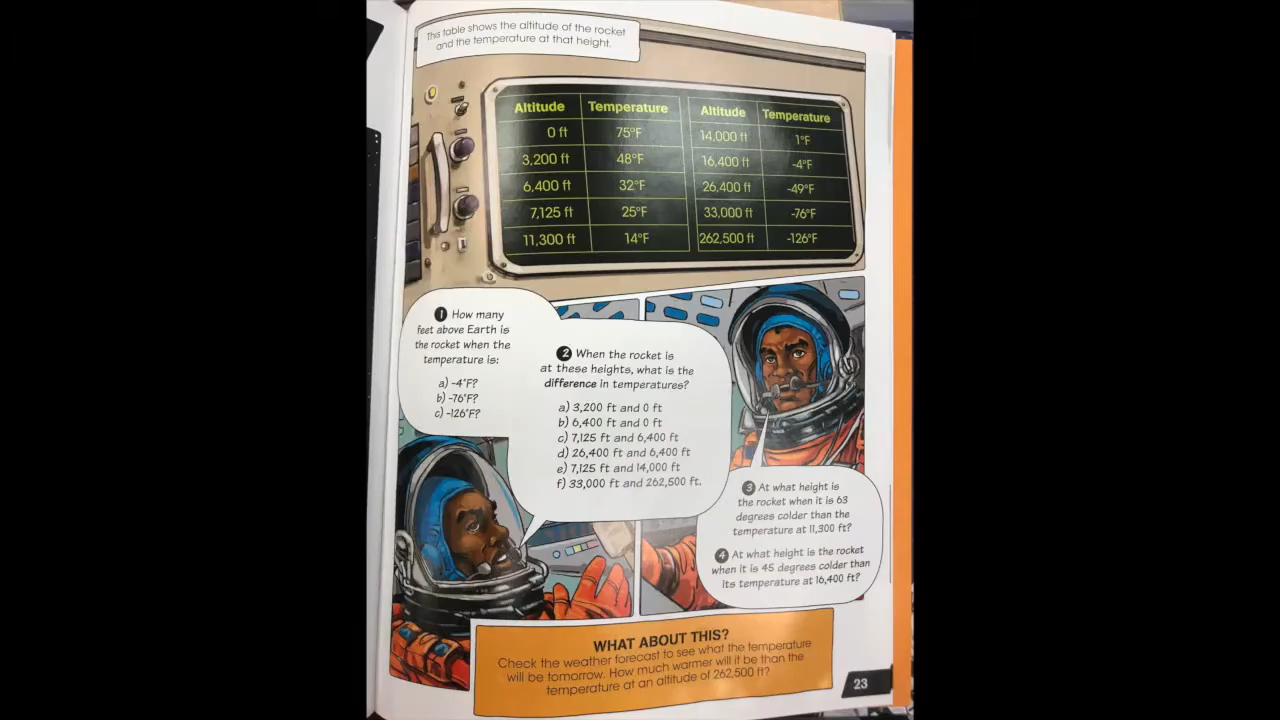 This table shows the altitude of the rocket
and the temperature at that height.
Altitude Temperature Altitude Temperature
0 ft 75°F 14,000 ft 1°F
3,200 ft 48°F 16,400 ft -4°F
6,400 ft 32°F 26,400 ft -49°F
7,125 ft 25°F 33,000 ft -76°F
11,300 ft 14°F 262,500 ft -126°F
1 How many
feet above Earth is
the rocket when the
temperature is:
a) -4°F?
b) -76°F?
c) -126°F?
2 When the rocket is
at these heights, what is the
difference in temperatures?
a) 3,200 ft and 0 ft
b) 6,400 ft and 0 ft
c) 7,125 ft and 6,400 ft
d) 26,400 ft and 6,400 ft
e) 7,125 ft and 14,000 ft
f) 33,000 ft and 262,500 ft.
3 At what height is
the rocket when it is 63
degrees colder than the
temperature at 11,300 ft?
4 At what height is the rocket
when it is 45 degrees colder than
its temperature at 16,400 ft?
WHAT ABOUT THIS?
Check the weather forecast to see what the temperature
will be tomorrow. How much warmer will it be than the
temperature at an altitude of 262,500 ft?
23